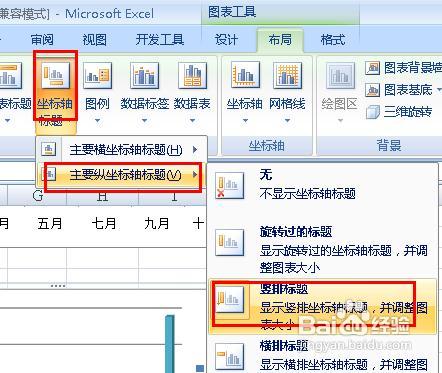 兼容模式] - Microsoft Excel
图表工具
审阅 视图 开发工具 设计 布局 格式
表标题 坐标轴标题 图例 数据标签 数据表 坐标轴 网格线 绘图区 图表背景墙
图表基底
三维旋转
坐标轴 背景
主要横坐标轴标题(H)
主要纵坐标轴标题(V)
无
不显示坐标轴标题
G H I
五月 六月 七月 八月 九月 十
旋转过的标题
显示旋转过的坐标轴标题，并调
整图表大小
竖排标题
显示竖排坐标轴标题，并调整
图表大小
Baidu 经验
jingyan.baidu.com
横排标题
显示横排坐标轴标题，并调整